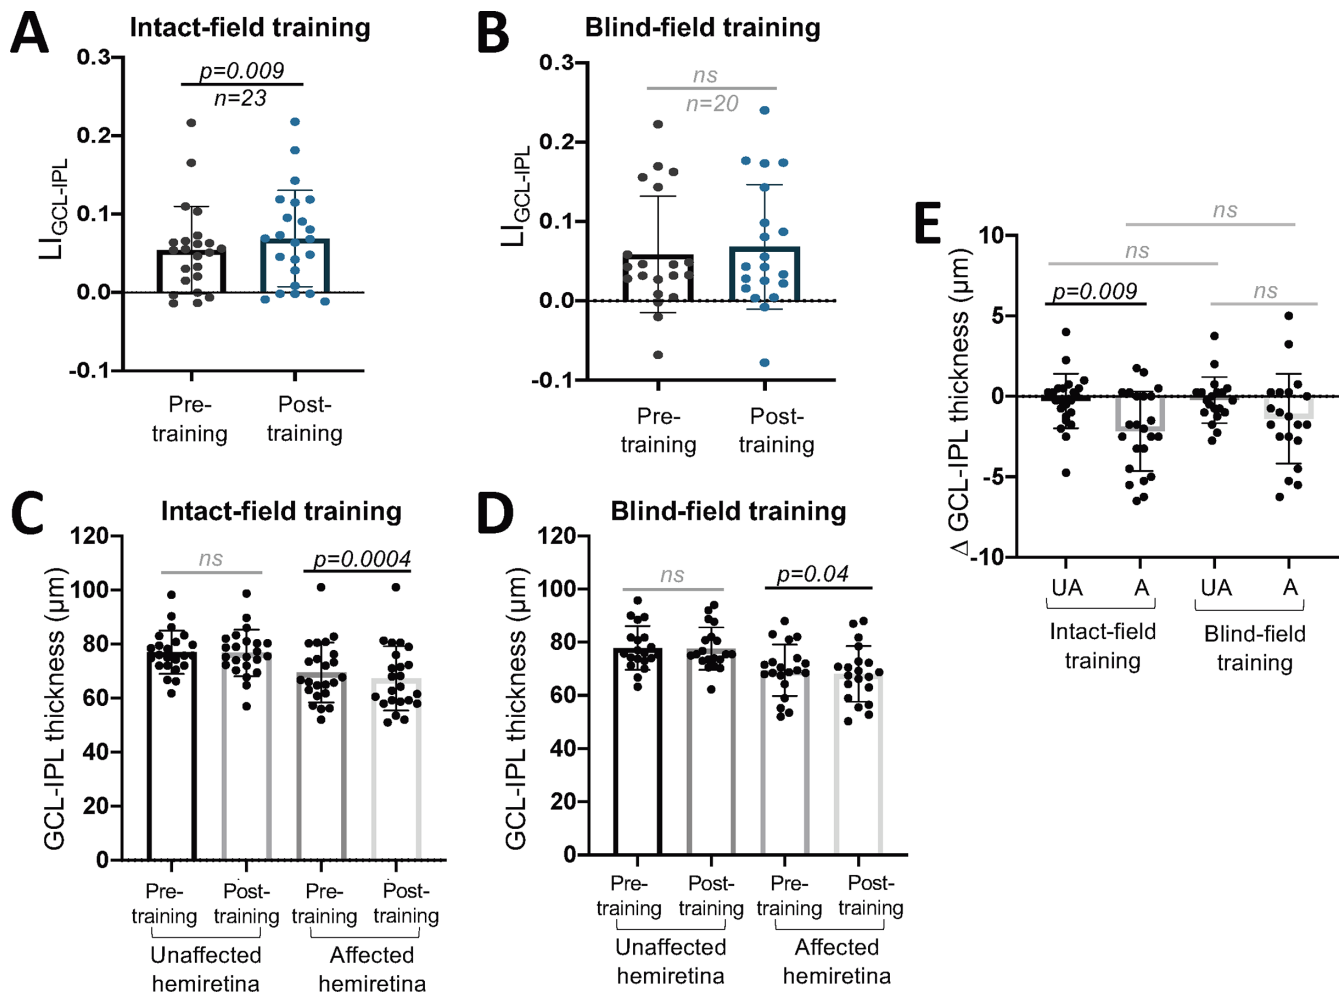 A
Intact-field training
LI GCL-IPL
0.3
0.2
0.1
0.0
-0.1
p=0.009
n=23
Pre-
training
Post-
training
B
Blind-field training
LI GCL-IPL
0.3
0.2
0.1
0.0
-0.1
ns
n=20
Pre-
training
Post-
training
C
Intact-field training
GCL-IPL thickness (µm)
120
100
80
60
40
20
0
ns
p=0.0004
Pre-
training
Post-
training
Pre-
training
Post-
training
Unaffected
hemiretina
Affected
hemiretina
D
Blind-field training
GCL-IPL thickness (µm)
120
100
80
60
40
20
0
ns
p=0.04
Pre-
training
Post-
training
Pre-
training
Post-
training
Unaffected
hemiretina
Affected
hemiretina
E
Δ GCL-IPL thickness (µm)
10
5
0
-5
-10
ns
ns
p=0.009
ns
UA
A
UA
A
Intact-field
training
Blind-field
training